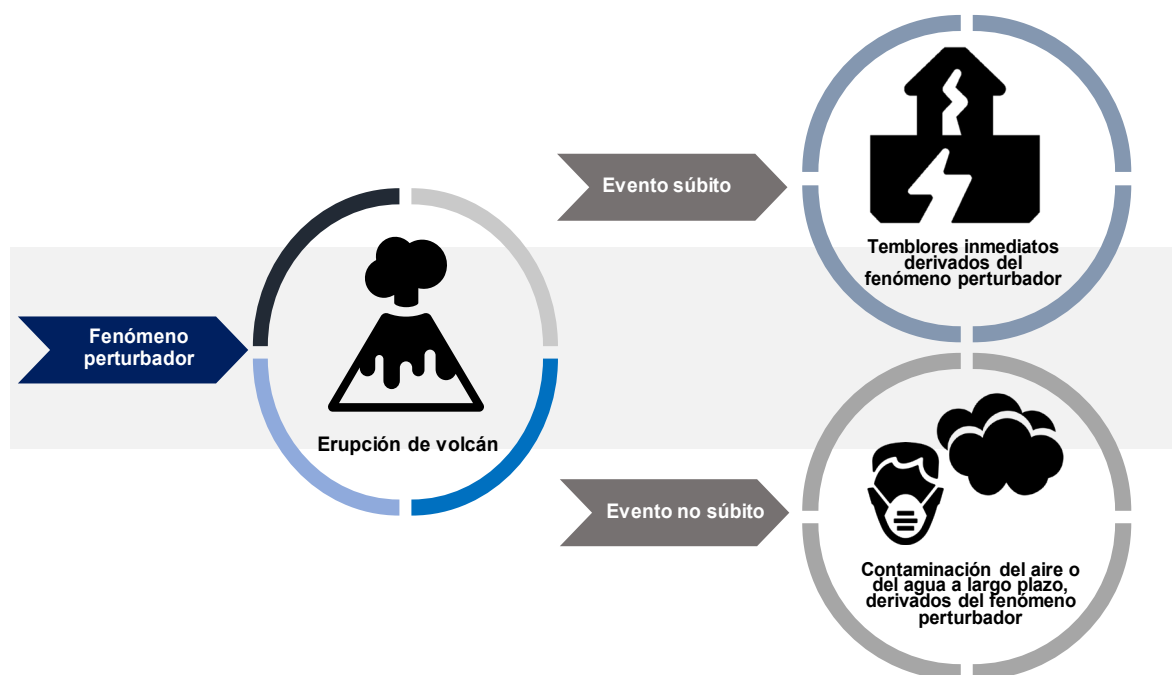 Evento súbito
Temblores inmediatos
derivados del
fenómeno perturbador
Fenómeno
perturbador
Erupción de volcán
Evento no súbito
Contaminación del aire o
del agua a largo plazo,
derivados del fenómeno
perturbador